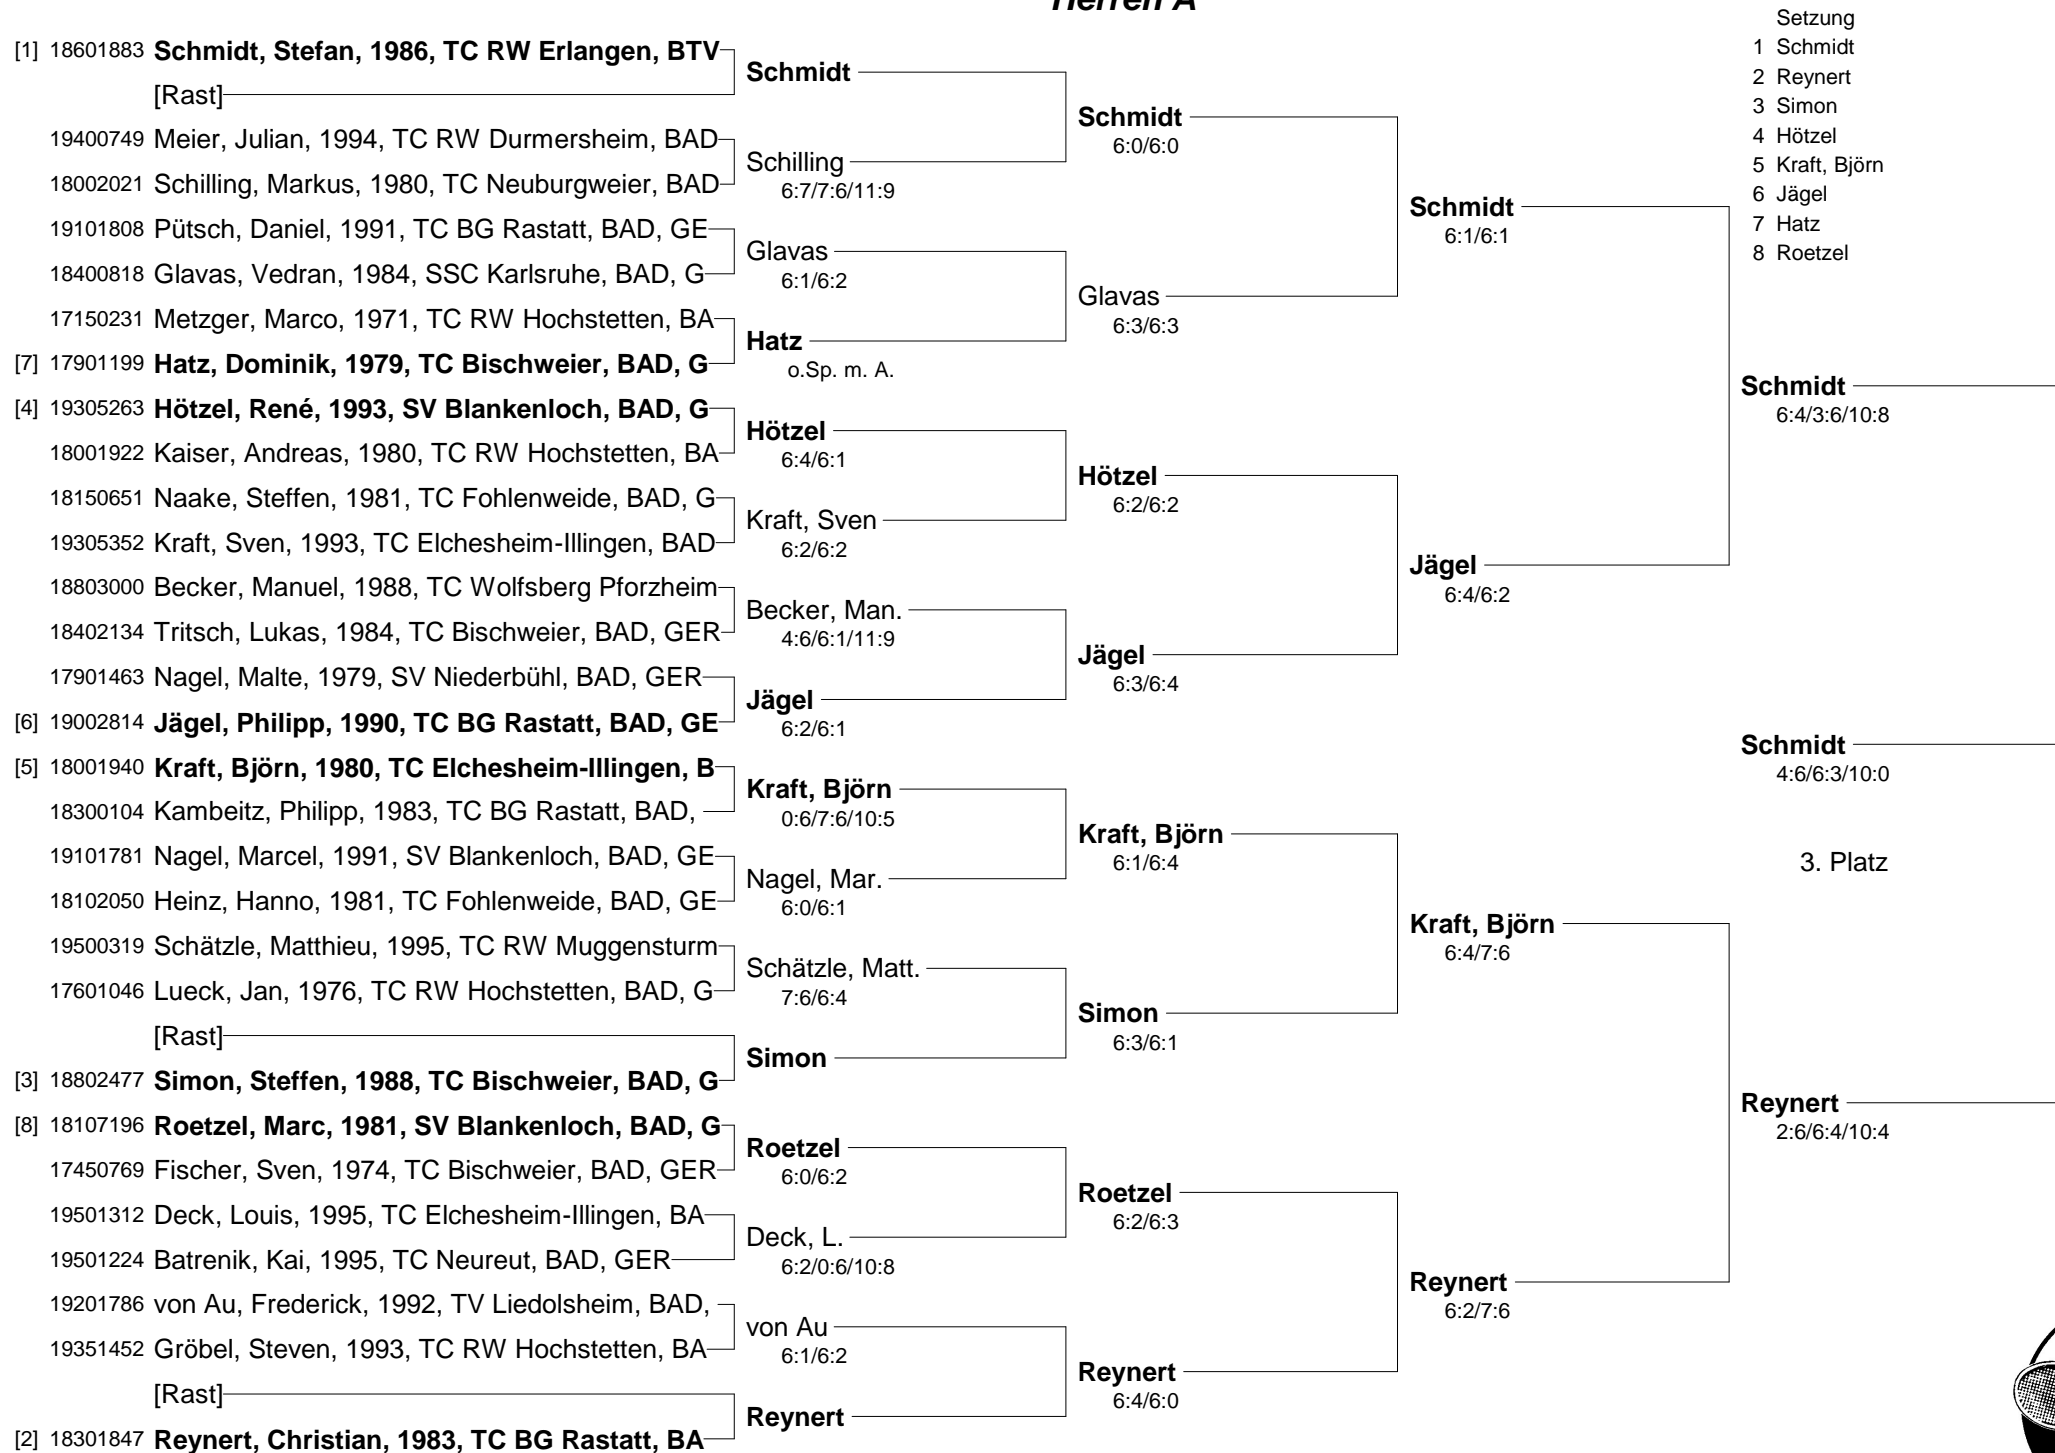 Herren A
Setzung
1 Schmidt
2 Reynert
3 Simon
4 Hötzel
5 Kraft, Björn
6 Jägel
7 Hatz
8 Roetzel
[1] 18601883 Schmidt, Stefan, 1986, TC RW Erlangen, BTV
[Rast]
19400749 Meier, Julian, 1994, TC RW Durmersheim, BAD
18002021 Schilling, Markus, 1980, TC Neuburgweier, BAD
19101808 Pütsch, Daniel, 1991, TC BG Rastatt, BAD, GE
18400818 Glavas, Vedran, 1984, SSC Karlsruhe, BAD, G
17150231 Metzger, Marco, 1971, TC RW Hochstetten, BA
[7] 17901199 Hatz, Dominik, 1979, TC Bischweier, BAD, G
[4] 19305263 Hötzel, René, 1993, SV Blankenloch, BAD, G
18001922 Kaiser, Andreas, 1980, TC RW Hochstetten, BA
18150651 Naake, Steffen, 1981, TC Fohlenweide, BAD, G
19305352 Kraft, Sven, 1993, TC Elchesheim-Illingen, BAD
18803000 Becker, Manuel, 1988, TC Wolfsberg Pforzheim
18402134 Tritsch, Lukas, 1984, TC Bischweier, BAD, GER
17901463 Nagel, Malte, 1979, SV Niederbühl, BAD, GER
[6] 19002814 Jägel, Philipp, 1990, TC BG Rastatt, BAD, GE
[5] 18001940 Kraft, Björn, 1980, TC Elchesheim-Illingen, B
18300104 Kambeitz, Philipp, 1983, TC BG Rastatt, BAD,
19101781 Nagel, Marcel, 1991, SV Blankenloch, BAD, GE
18102050 Heinz, Hanno, 1981, TC Fohlenweide, BAD, GE
19500319 Schätzle, Matthieu, 1995, TC RW Muggensturm
17601046 Lueck, Jan, 1976, TC RW Hochstetten, BAD, G
[Rast]
[3] 18802477 Simon, Steffen, 1988, TC Bischweier, BAD, G
[8] 18107196 Roetzel, Marc, 1981, SV Blankenloch, BAD, G
17450769 Fischer, Sven, 1974, TC Bischweier, BAD, GER
19501312 Deck, Louis, 1995, TC Elchesheim-Illingen, BA
19501224 Batrenik, Kai, 1995, TC Neureut, BAD, GER
19201786 von Au, Frederick, 1992, TV Liedolsheim, BAD,
19351452 Gröbel, Steven, 1993, TC RW Hochstetten, BA
[Rast]
[2] 18301847 Reynert, Christian, 1983, TC BG Rastatt, BA
Schmidt
Schilling
6:7/7:6/11:9
Glavas
6:1/6:2
Hatz
o.Sp. m. A.
Hötzel
6:4/6:1
Kraft, Sven
6:2/6:2
Becker, Man.
4:6/6:1/11:9
Jägel
6:2/6:1
Kraft, Björn
0:6/7:6/10:5
Nagel, Mar.
6:0/6:1
Schätzle, Matt.
7:6/6:4
Simon
Roetzel
6:0/6:2
Deck, L.
6:2/0:6/10:8
von Au
6:1/6:2
Reynert
Schmidt
6:0/6:0
Glavas
6:3/6:3
Hötzel
6:2/6:2
Jägel
6:3/6:4
Kraft, Björn
6:1/6:4
Simon
6:3/6:1
Roetzel
6:2/6:3
Reynert
6:4/6:0
Schmidt
6:1/6:1
Jägel
6:4/6:2
Kraft, Björn
6:4/7:6
Reynert
6:2/7:6
Schmidt
6:4/3:6/10:8
Schmidt
4:6/6:3/10:0
3. Platz
Reynert
2:6/6:4/10:4